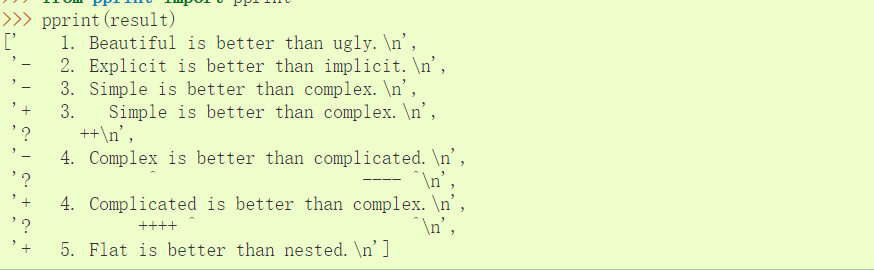 >>> from pprint import pprint
>>> pprint(result)
['    1. Beautiful is better than ugly.\n',
 '-   2. Explicit is better than implicit.\n',
 '-   3. Simple is better than complex.\n',
 '+   3.   Simple is better than complex.\n',
 '?     ++\n',
 '-   4. Complex is better than complicated.\n',
 '?            ^                     ---- ^\n',
 '+   4. Complicated is better than complex.\n',
 '?           ++++ ^                      ^\n',
 '+   5. Flat is better than nested.\n']